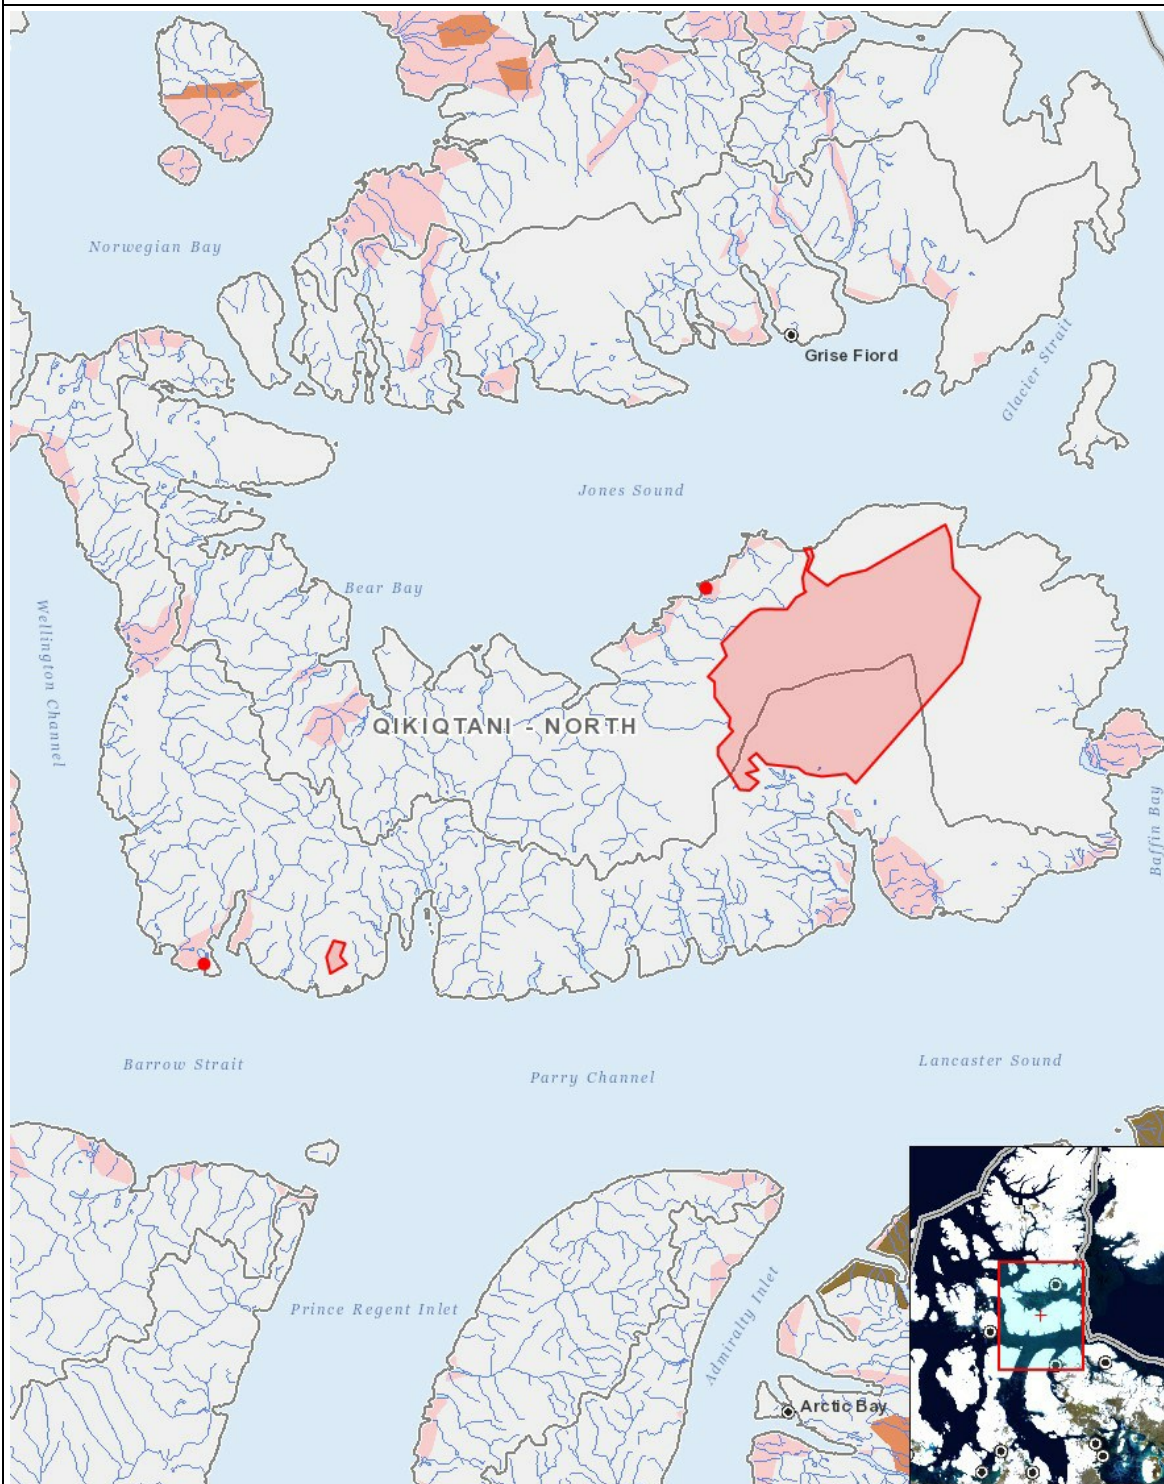 Norwegian Bay
Grise Fiord
Glacier Strait
Jones Sound
Bear Bay
Wellington Channel
QIKIQTANI - NORTH
Baffin Bay
Barrow Strait
Parry Channel
Lancaster Sound
Prince Regent Inlet
Admiralty Inlet
Arctic Bay